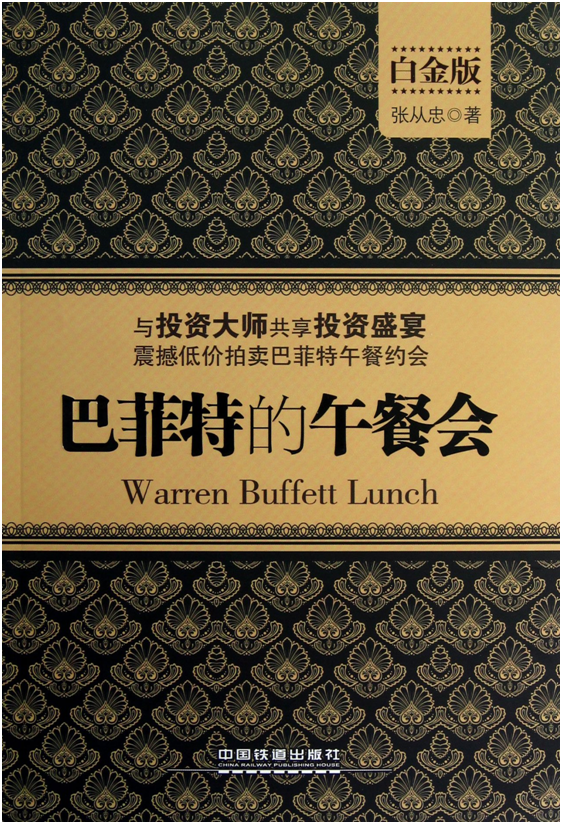 白金版
张从忠◎著
与投资大师共享投资盛宴
震撼低价拍卖巴菲特午餐约会
巴菲特的午餐会
Warren Buffett Lunch
中国铁道出版社
CHINA RAILWAY PUBLISHING HOUSE